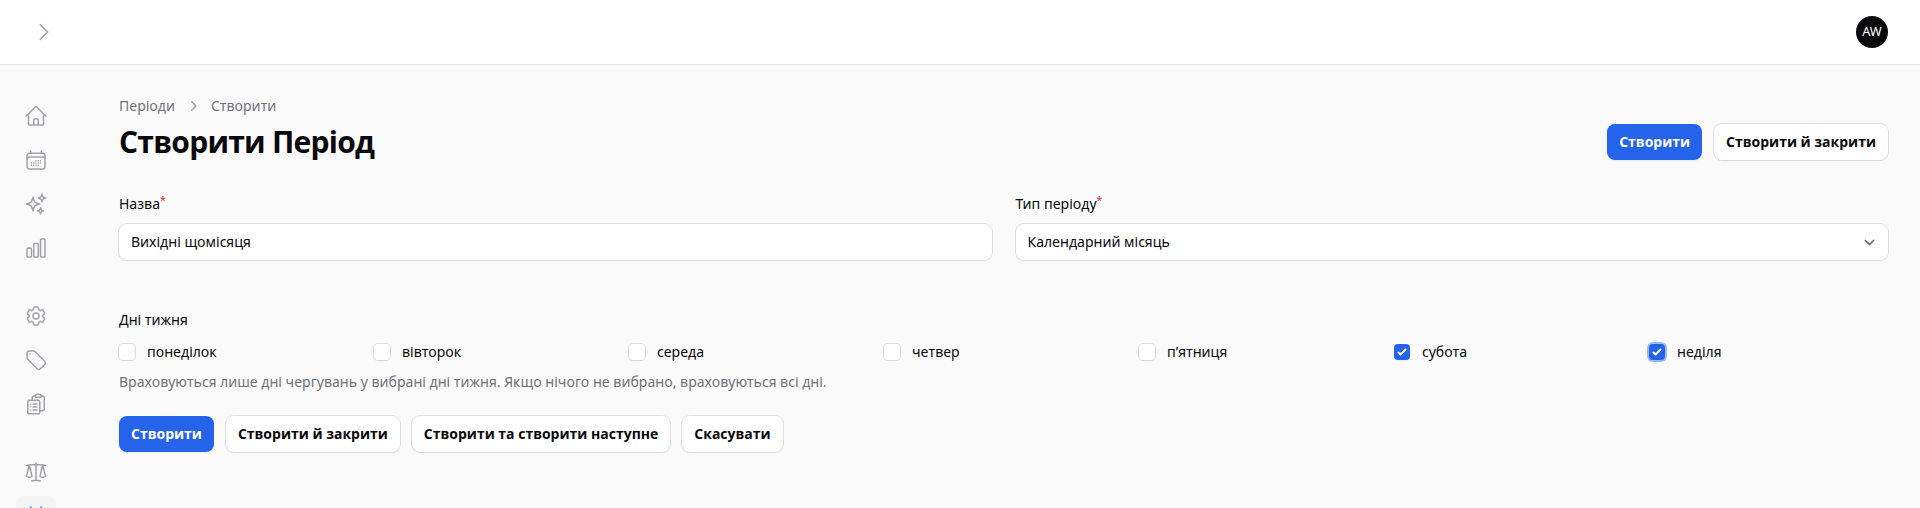 AW
Періоди > Створити
Створити Період
Створити Створити й закрити
Назва* Тип періоду*
Вихідні щомісяця Календарний місяць
Дні тижня
понеділок вівторок середа четвер п'ятниця субота неділя
Враховуються лише дні чергувань у вибрані дні тижня. Якщо нічого не вибрано, враховуються всі дні.
Створити Створити й закрити Створити та створити наступне Скасувати